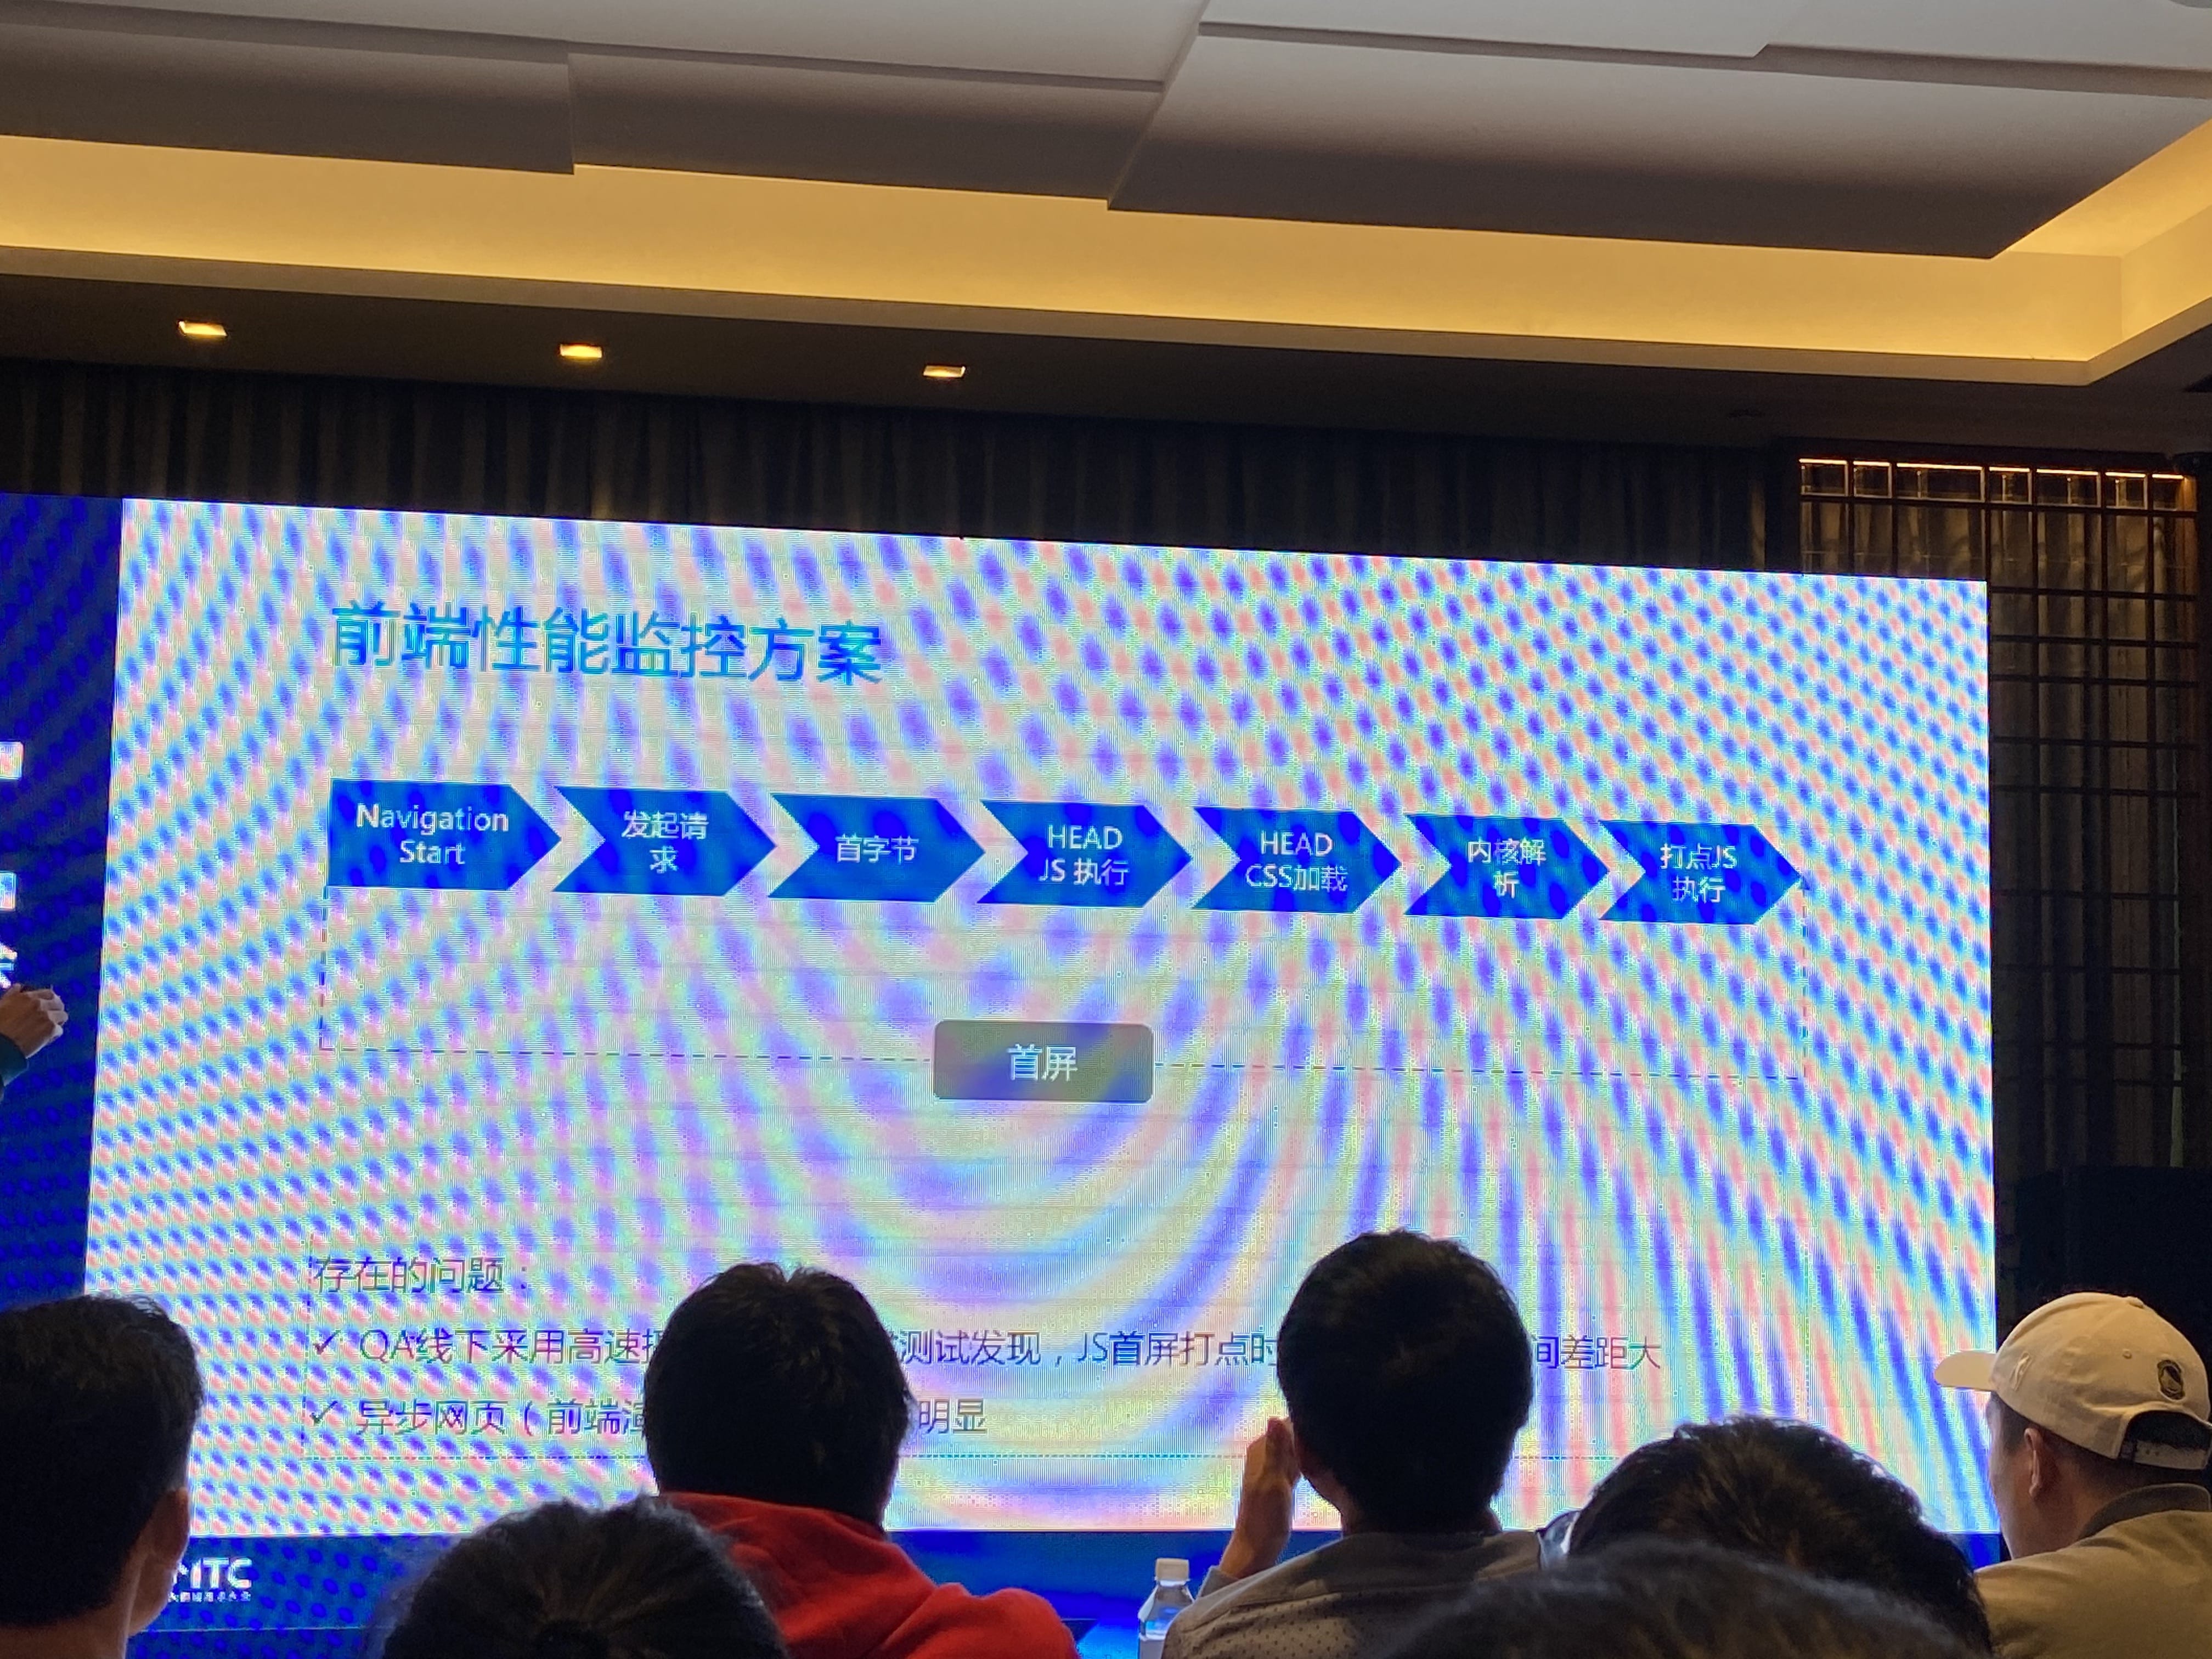 前端性能监控方案
Navigation
Start
发起请
求
首字节
HEAD
JS 执行
HEAD
CSS加载
内核解
析
打点JS
执行
首屏
存在的问题：
✓ QA线下采用高速 测试发现，JS首屏打点时 间差距大
✓ 异步网页（前端 明显
ITC